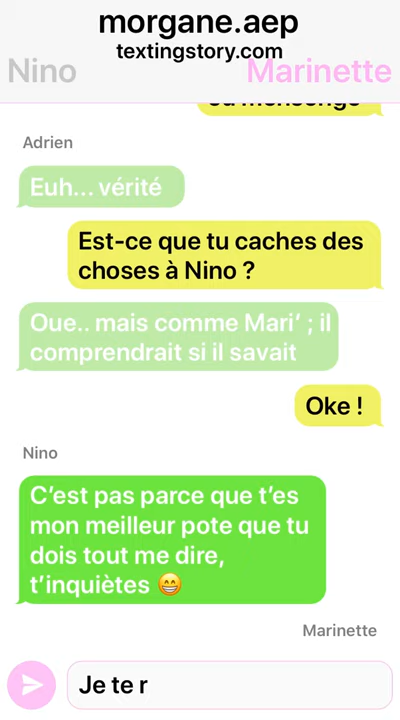 morgane.aep
textingstory.com
Nino
Marinette
ou mensonge
Adrien
Euh... vérité
Est-ce que tu caches des
choses à Nino ?
Oue.. mais comme Mari’ ; il
comprendrait si il savait
Oke !
Nino
C’est pas parce que t’es
mon meilleur pote que tu
dois tout me dire,
t’inquiètes 😁
Marinette
Je te r